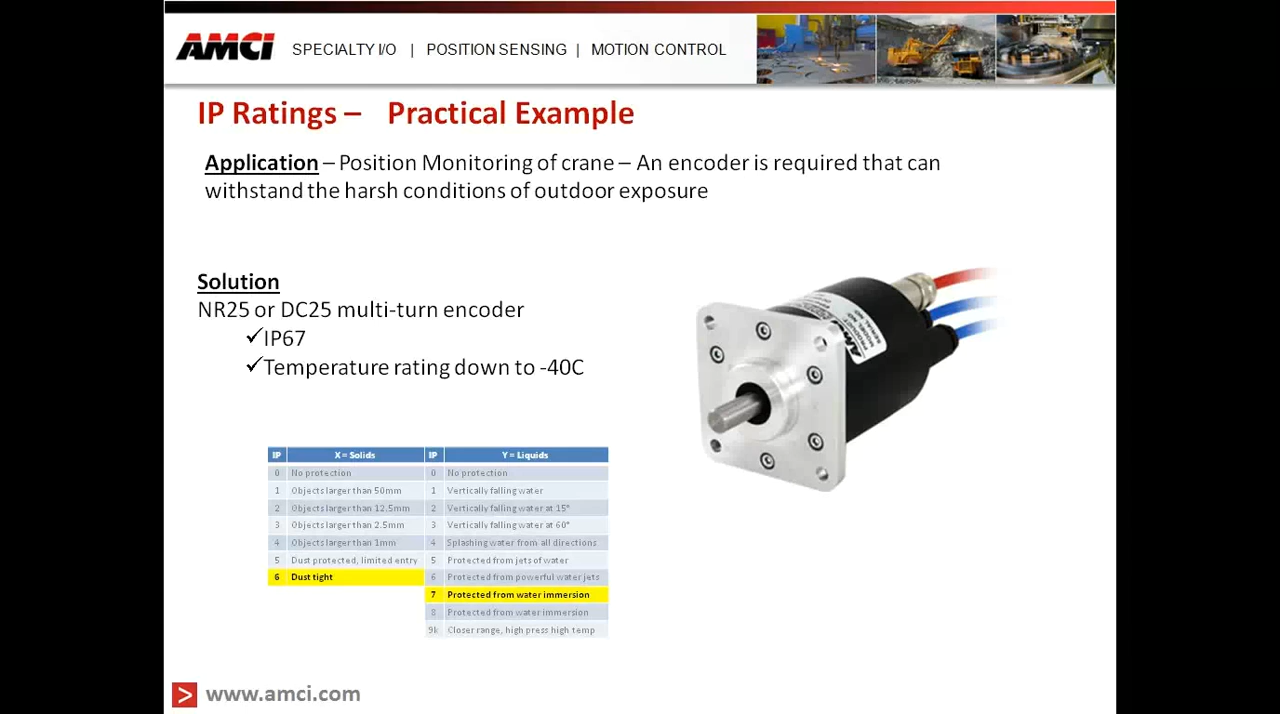 AMCI SPECIALTY I/O | POSITION SENSING | MOTION CONTROL
IP Ratings – Practical Example
Application – Position Monitoring of crane – An encoder is required that can
withstand the harsh conditions of outdoor exposure
Solution
NR25 or DC25 multi-turn encoder
✓IP67
✓Temperature rating down to -40C
AMCI
PRODUCT
MODEL NO
SERIAL NO
IP X = Solids IP Y = Liquids
0 No protection 0 No protection
1 Objects larger than 50mm 1 Vertically falling water
2 Objects larger than 12.5mm 2 Vertically falling water at 15°
3 Objects larger than 2.5mm 3 Vertically falling water at 60°
4 Objects larger than 1mm 4 Splashing water from all directions
5 Dust protected, limited entry 5 Protected from jets of water
6 Dust tight 6 Protected from powerful water jets
7 Protected from water immersion
8 Protected from water immersion
9k Closer range, high press high temp
> www.amci.com